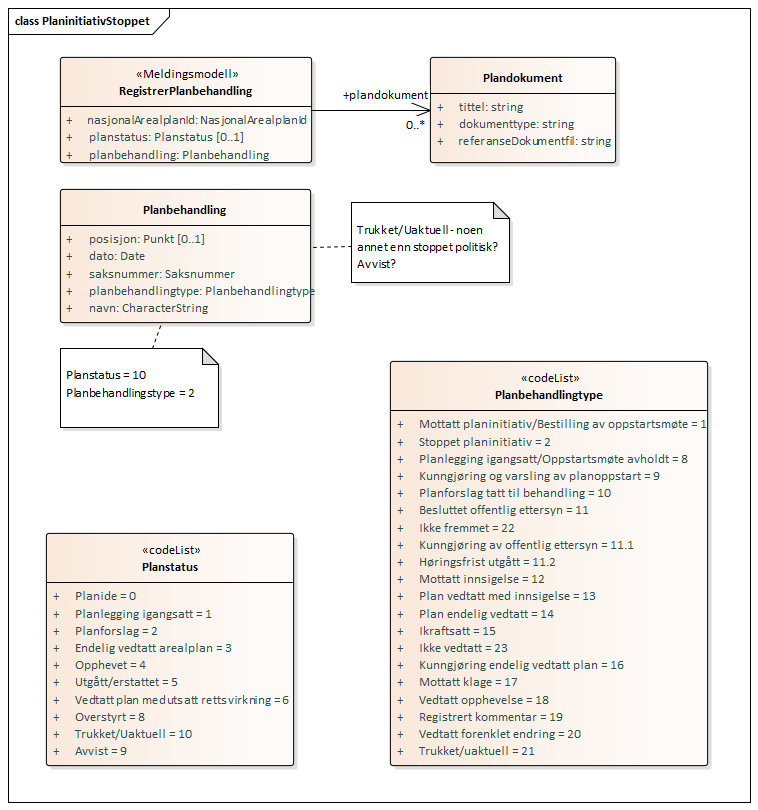 class PlaninitiativStoppet
«Meldingsmodell»
RegistrerPlanbehandling
+ nasjonalArealplanId: NasjonalArealplanId
+ planstatus: Planstatus [0..1]
+ planbehandling: Planbehandling
+plandokument
0..*
Plandokument
+ tittel: string
+ dokumenttype: string
+ referanseDokumentfil: string
Planbehandling
+ posisjon: Punkt [0..1]
+ dato: Date
+ saksnummer: Saksnummer
+ planbehandlingtype: Planbehandlingtype
+ navn: CharacterString
Trukket/Uaktuell - noen
annet enn stoppet politisk?
Avvist?
Planstatus = 10
Planbehandlingstype = 2
«codeList»
Planbehandlingtype
+ Mottatt planinitiativ/Bestilling av oppstartsmøte = 1
+ Stoppet planinitiativ = 2
+ Planlegging igangsatt/Oppstartsmøte avholdt = 8
+ Kunngjøring og varsling av planoppstart = 9
+ Planforslag tatt til behandling = 10
+ Besluttet offentlig ettersyn = 11
+ Ikke fremmet = 22
+ Kunngjøring av offentlig ettersyn = 11.1
+ Høringsfrist utgått = 11.2
+ Mottatt innsigelse = 12
+ Plan vedtatt med innsigelse = 13
+ Plan endelig vedtatt = 14
+ Ikraftsatt = 15
+ Ikke vedtatt = 23
+ Kunngjøring endelig vedtatt plan = 16
+ Mottatt klage = 17
+ Vedtatt opphevelse = 18
+ Registrert kommentar = 19
+ Vedtatt forenklet endring = 20
+ Trukket/uaktuell = 21
«codeList»
Planstatus
+ Planide = 0
+ Planlegging igangsatt = 1
+ Planforslag = 2
+ Endelig vedtatt arealplan = 3
+ Opphevet = 4
+ Utgått/erstattet = 5
+ Vedtatt plan med utsatt rettsvirkning = 6
+ Overstyrt = 8
+ Trukket/Uaktuell = 10
+ Avvist = 9